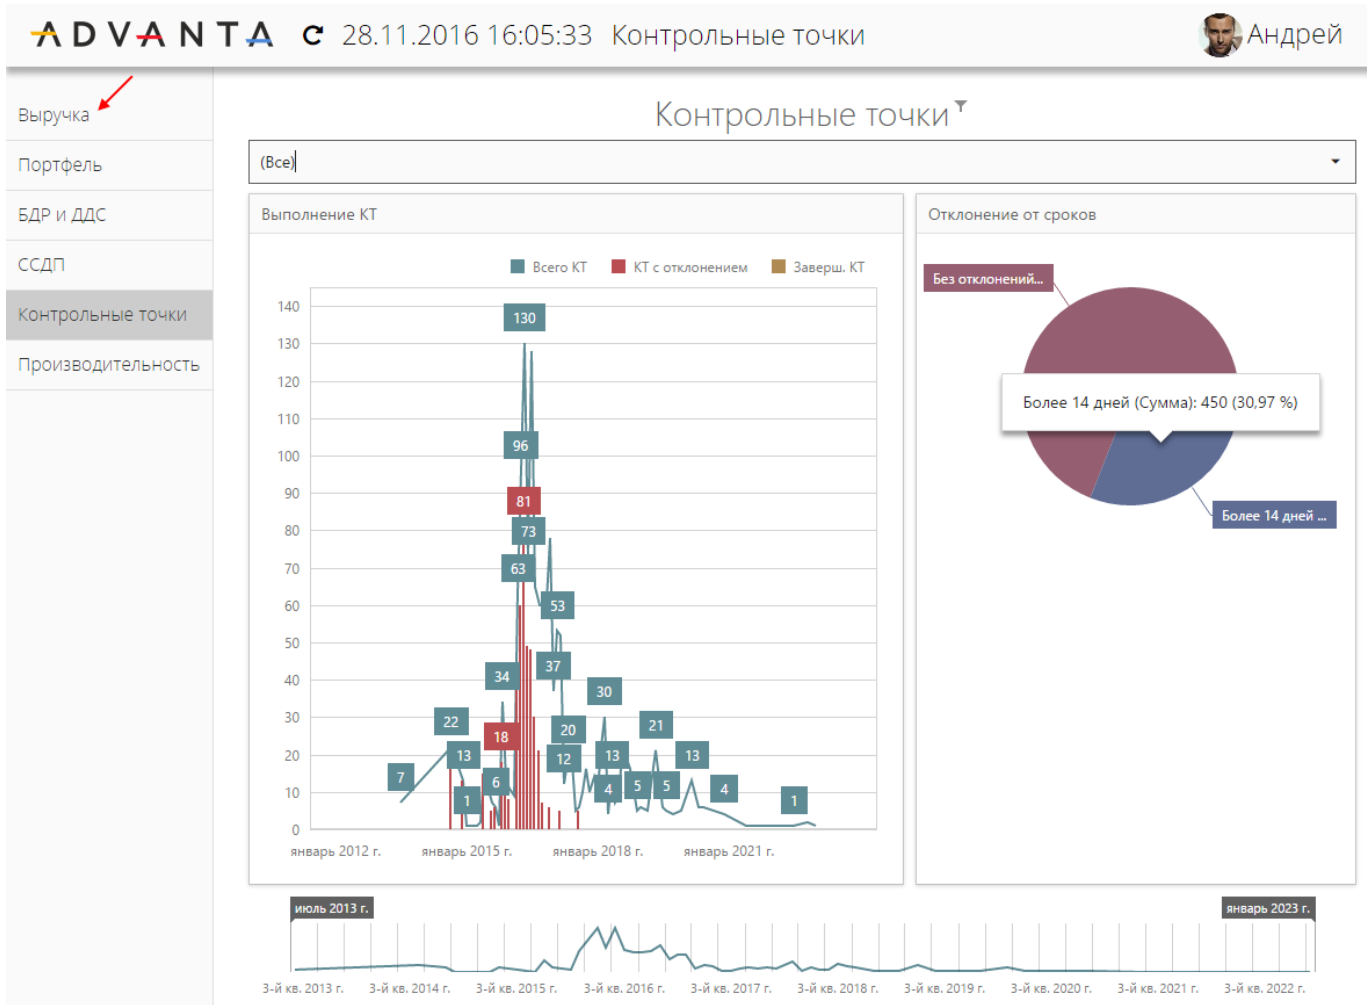 ADVANTA 28.11.2016 16:05:33 Контрольные точки Андрей
Выручка
Портфель
БДР и ДДС
ССДП
Контрольные точки
Производительность
Контрольные точки
(Все)
Выполнение КТ
Всего КТ КТ с отклонением Заверш. КТ
140
130
120
110
100
90
80
70
60
50
40
30
20
10
0
130
96
81
73
63
53
37
34
30
22
18
20
21
13
12
13
13
7
6
1
4
5
5
4
1
январь 2012 г. январь 2015 г. январь 2018 г. январь 2021 г.
Отклонение от сроков
Без отклонений...
Более 14 дней (Сумма): 450 (30,97 %)
Более 14 дней ...
июль 2013 г. январь 2023 г.
3-й кв. 2013 г. 3-й кв. 2014 г. 3-й кв. 2015 г. 3-й кв. 2016 г. 3-й кв. 2017 г. 3-й кв. 2018 г. 3-й кв. 2019 г. 3-й кв. 2020 г. 3-й кв. 2021 г. 3-й кв. 2022 г.